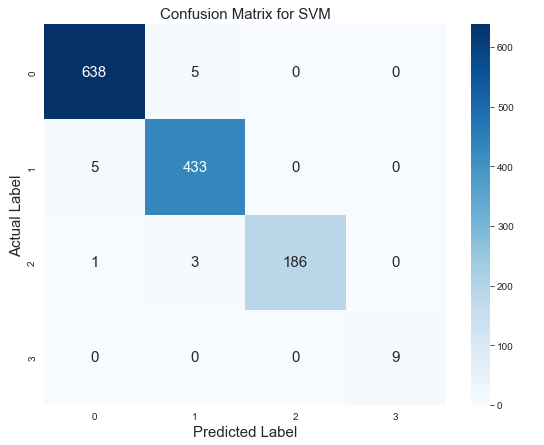 Confusion Matrix for SVM
0 638 5 0 0
1 5 433 0 0
2 1 3 186 0
3 0 0 0 9
0 1 2 3
Actual Label
Predicted Label
600
500
400
300
200
100
0